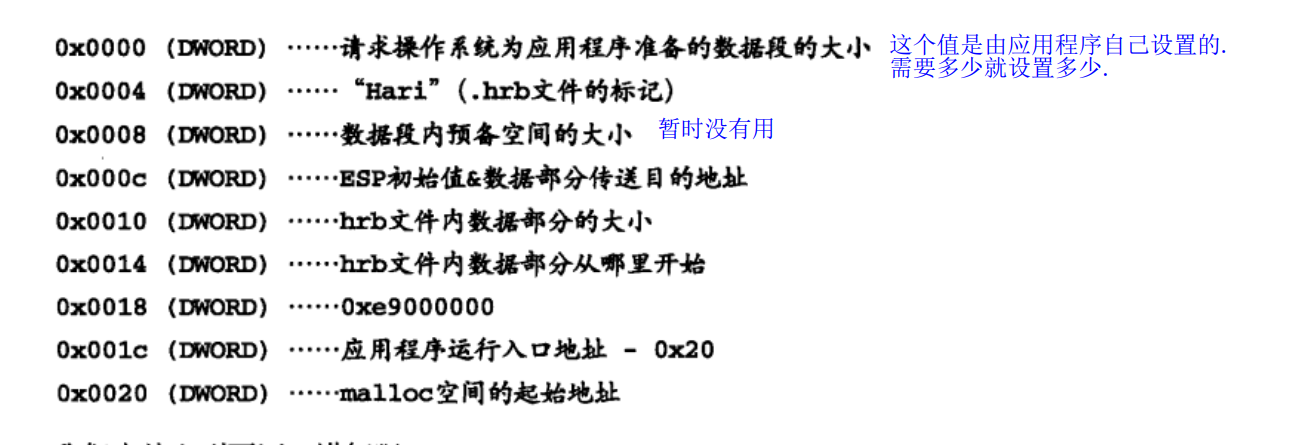 0x0000 (DWORD) ······请求操作系统为应用程序准备的数据段的大小 这个值是由应用程序自己设置的.
需要多少就设置多少.
0x0004 (DWORD) ······ “Hari”(.hrb文件的标记)
0x0008 (DWORD) ······数据段内预备空间的大小 暂时没有用
0x000c (DWORD) ······ESP初始值&数据部分传送目的地址
0x0010 (DWORD) ······hrb文件内数据部分的大小
0x0014 (DWORD) ······hrb文件内数据部分从哪里开始
0x0018 (DWORD) ······0xe9000000
0x001c (DWORD) ······应用程序运行入口地址 - 0x20
0x0020 (DWORD) ······malloc空间的起始地址